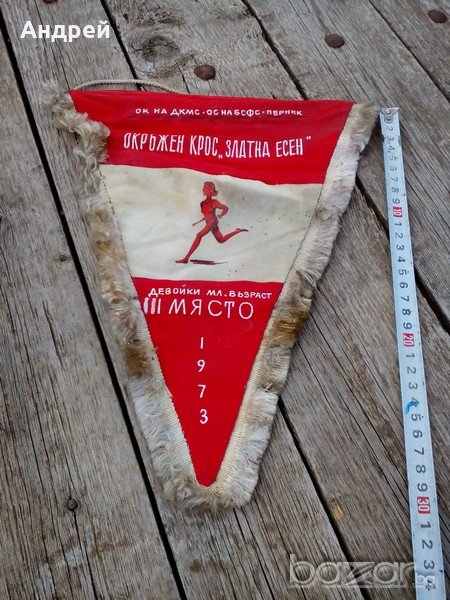 Андрей
ОК НА ДКМС • ОС НА БСФС • ПЕРНИК
ОКРЪЖЕН КРОС „ЗЛАТНА ЕСЕН"
ДЕВОЙКИ МЛ. ВЪЗРАСТ
III МЯСТО
1
9
7
3
bazar.bg